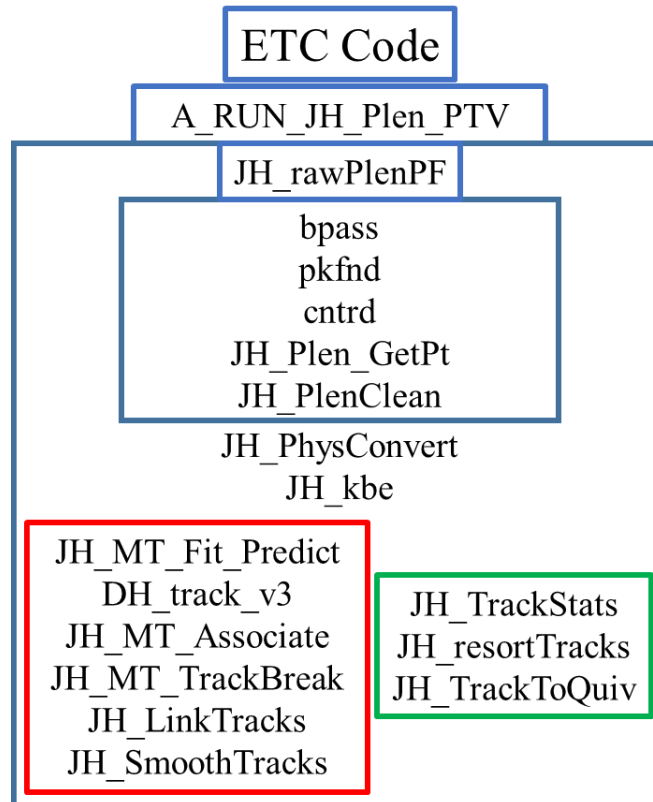 ETC Code
A_RUN_JH_Plen_PTV
JH_rawPlenPF
bpass
pkfnd
cntrd
JH_Plen_GetPt
JH_PlenClean
JH_PhysConvert
JH_kbe
JH_MT_Fit_Predict
DH_track_v3
JH_MT_Associate
JH_MT_TrackBreak
JH_LinkTracks
JH_SmoothTracks
JH_TrackStats
JH_resortTracks
JH_TrackToQuiv